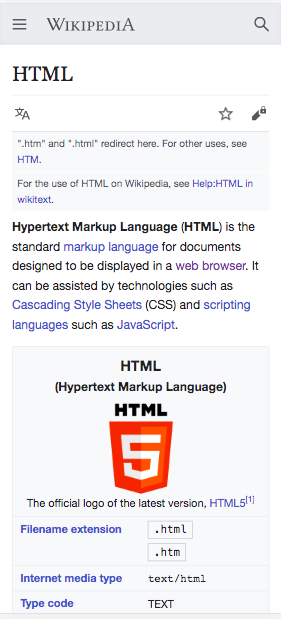 WIKIPEDIA
HTML
".htm" and ".html" redirect here. For other uses, see
HTM.
For the use of HTML on Wikipedia, see Help:HTML in
wikitext.
Hypertext Markup Language (HTML) is the
standard markup language for documents
designed to be displayed in a web browser. It
can be assisted by technologies such as
Cascading Style Sheets (CSS) and scripting
languages such as JavaScript.
HTML
(Hypertext Markup Language)
HTML
5
The official logo of the latest version, HTML5[1]
Filename extension .html
.htm
Internet media type text/html
Type code TEXT